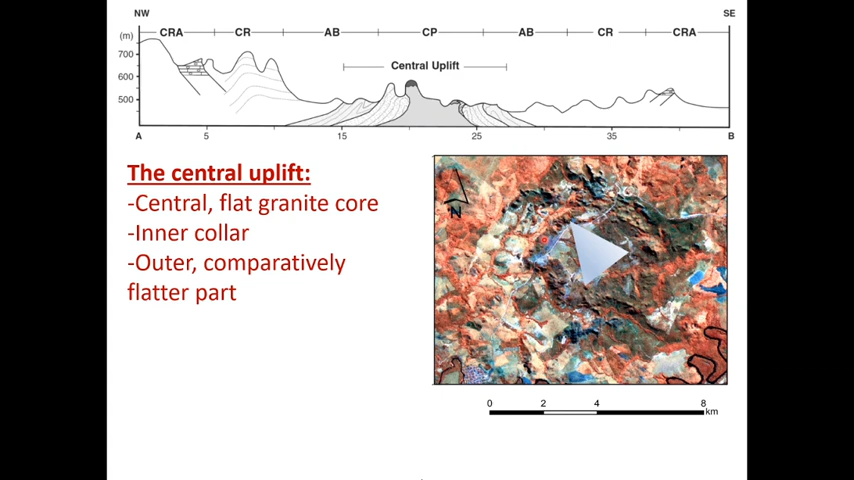 NW SE
CRA CR AB CP AB CR CRA
(m)
700
Central Uplift
600
500
A 5 15 25 35 B
The central uplift:
-Central, flat granite core
-Inner collar
-Outer, comparatively
flatter part
N
0 2 4 8
km